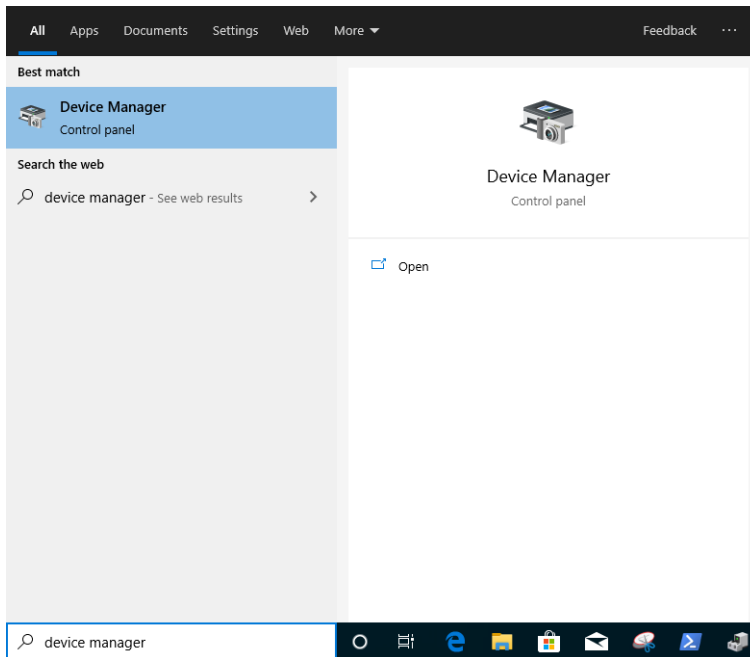 All Apps Documents Settings Web More Feedback ···
Best match
Device Manager
Control panel
Search the web
device manager - See web results
Device Manager
Control panel
Open
device manager